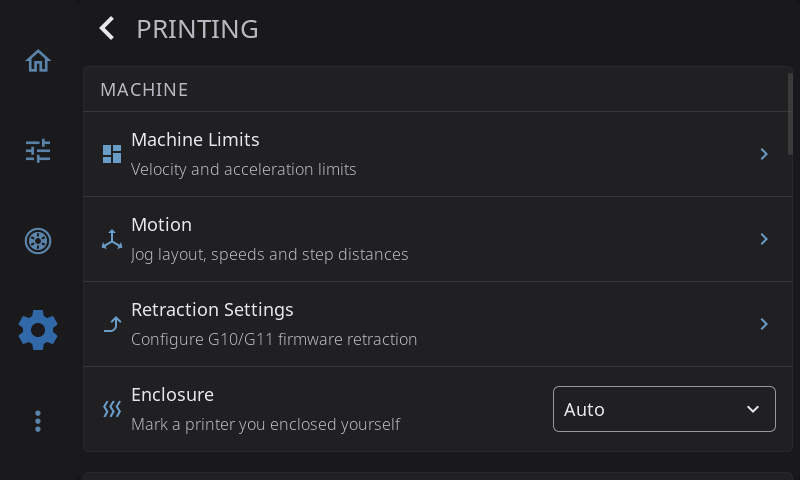 PRINTING
MACHINE
Machine Limits
Velocity and acceleration limits
Motion
Jog layout, speeds and step distances
Retraction Settings
Configure G10/G11 firmware retraction
Enclosure
Mark a printer you enclosed yourself
Auto